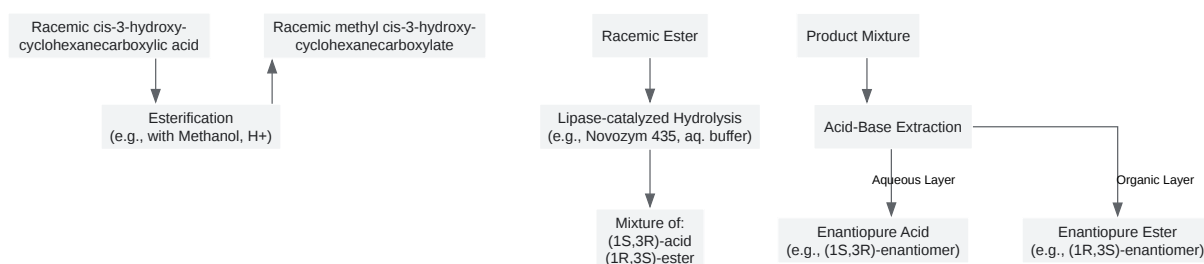 Racemic cis-3-hydroxy-
cyclohexanecarboxylic acid
Racemic methyl cis-3-hydroxy-
cyclohexanecarboxylate
Esterification
(e.g., with Methanol, H+)
Racemic Ester
Lipase-catalyzed Hydrolysis
(e.g., Novozym 435, aq. buffer)
Mixture of:
(1S,3R)-acid
(1R,3S)-ester
Product Mixture
Acid-Base Extraction
Aqueous Layer
Organic Layer
Enantiopure Acid
(e.g., (1S,3R)-enantiomer)
Enantiopure Ester
(e.g., (1R,3S)-enantiomer)